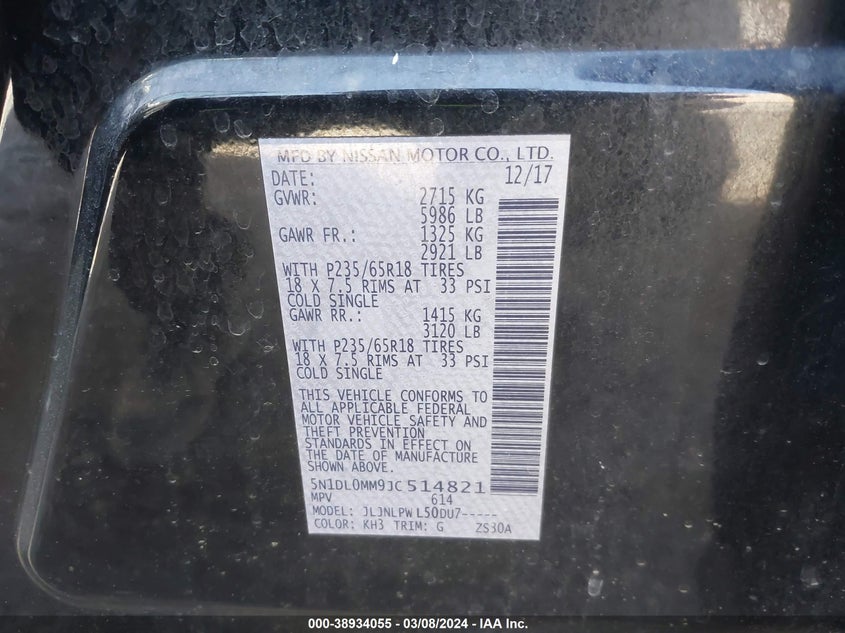 MFD BY NISSAN MOTOR CO., LTD.
DATE: 12/17
GVWR: 2715 KG
5986 LB
GAWR FR.: 1325 KG
2921 LB
WITH P235/65R18 TIRES
18 X 7.5 RIMS AT 33 PSI
COLD SINGLE
GAWR RR.: 1415 KG
3120 LB
WITH P235/65R18 TIRES
18 X 7.5 RIMS AT 33 PSI
COLD SINGLE
THIS VEHICLE CONFORMS TO
ALL APPLICABLE FEDERAL
MOTOR VEHICLE SAFETY AND
THEFT PREVENTION
STANDARDS IN EFFECT ON
THE DATE OF MANUFACTURE
SHOWN ABOVE.
5N1DL0MM9JC514821
MPV 614
MODEL: JLJNLPW L50DU7-----
COLOR: KH3 TRIM: G ZS30A
000-38934055 - 03/08/2024 - IAA Inc.